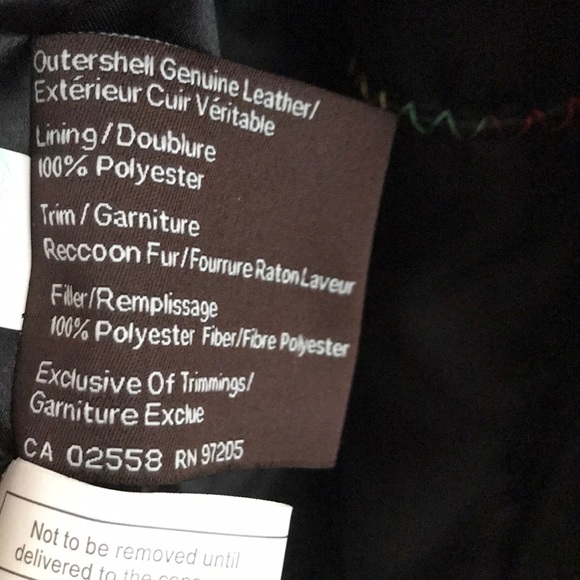 Outershell Genuine Leather/
Extérieur Cuir Véritable
Lining/Doublure
100% Polyester
Trim/Garniture
Reccoon Fur/Fourrure Raton Laveur
Filler/Remplissage
100% Polyester Fiber/Fibre Polyester
Exclusive Of Trimmings/
Garniture Exclue
CA 02558 RN 97205
Not to be removed until
delivered to the